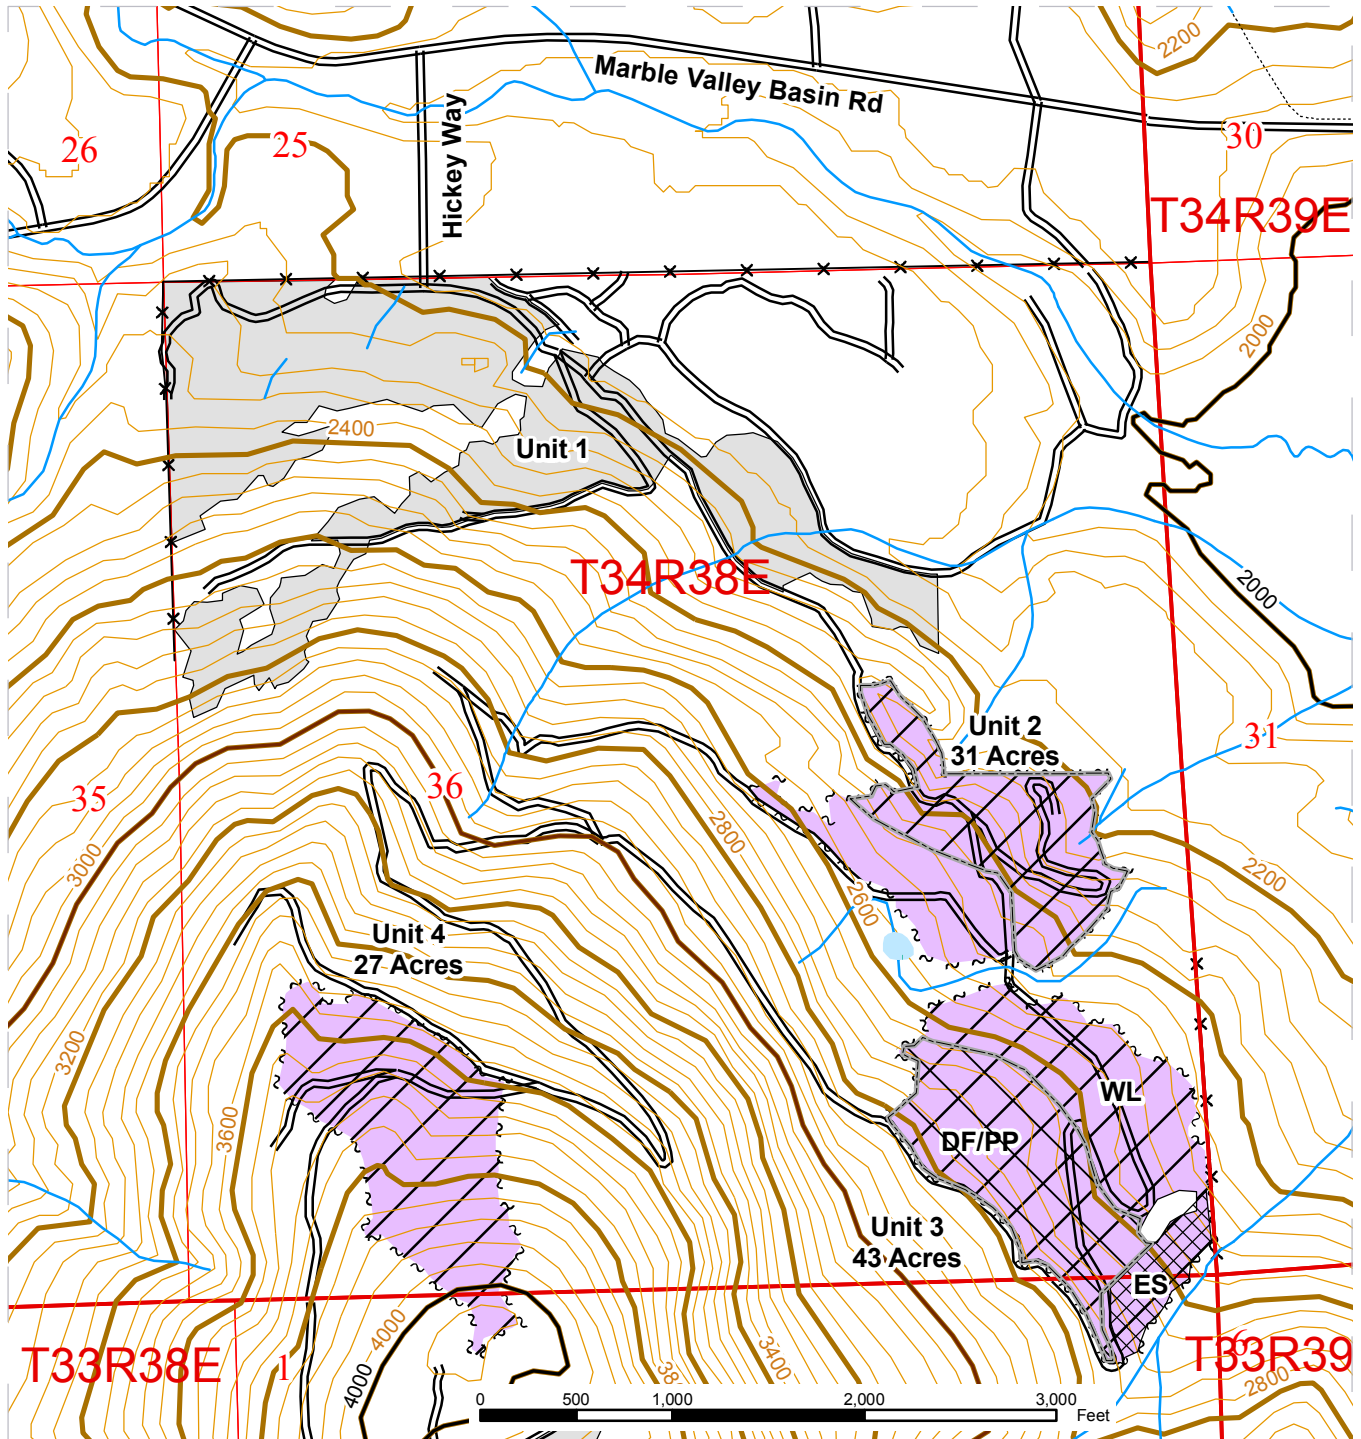 2200
Marble Valley Basin Rd
Hickey Way
26
25
30
T34R39E
2000
2400
Unit 1
T34R38E
2000
Unit 2
31 Acres
31
35
36
3000
2800
2600
2200
Unit 4
27 Acres
3200
3600
WL
DF/PP
Unit 3
43 Acres
ES
4000
4000
3400
38
T33R38E
1
6
T33R39
2800
0 500 1,000 2,000 3,000
Feet